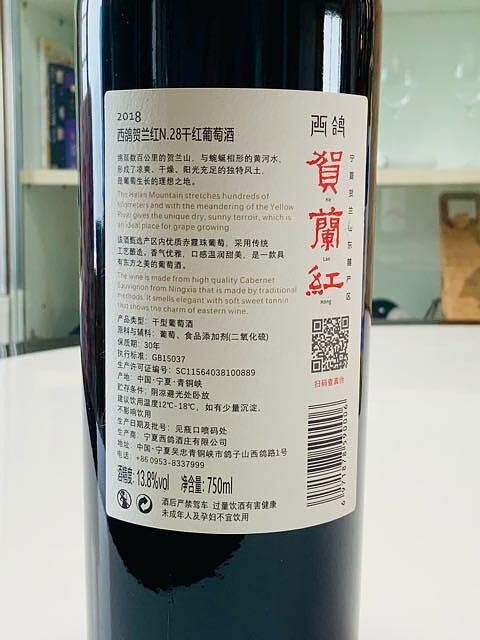 2018
西鸽贺兰红N.28干红葡萄酒
绵延数百公里的贺兰山，与蜿蜒相形的黄河水，
形成了凉爽、干燥、阳光充足的独特风土，
是葡萄生长的理想之地。
The Helan Mountain stretches hundreds of
kilometers and with the meandering of the Yellow
River gives the unique dry, sunny terroir, which is
an ideal place for grape growing
该酒甄选产区内优质赤霞珠葡萄，采用传统
工艺酿造。香气优雅，口感温润甜美，是一款具
有东方之美的葡萄酒。
The wine is made from high quality Cabernet
Sauvignon from Ningxia that is made by traditional
methods. It smells elegant with soft sweet tannin
that shows the charm of eastern wine.
产品类型：干型葡萄酒
原料与辅料：葡萄、食品添加剂(二氧化硫)
保质期：30年
执行标准：GB15037
生产许可证编号：SC11564038100889
产地：中国·宁夏·青铜峡
贮存条件：阴凉避光处卧放
建议饮用温度12℃-18℃，如有少量沉淀，
不影响饮用
生产日期及批号：见瓶口喷码处
生产商：宁夏西鸽酒庄有限公司
地址：中国·宁夏吴忠青铜峡市鸽子山西鸽路1号
电话：+86 0953-8337999
酒精度：13.8%vol 净含量：750ml
酒后严禁驾车 过量饮酒有害健康
未成年人及孕妇不宜饮用
西鸽
賀
He
蘭
Lan
紅
Hong
宁夏贺兰山东麓产区
扫码查真伪